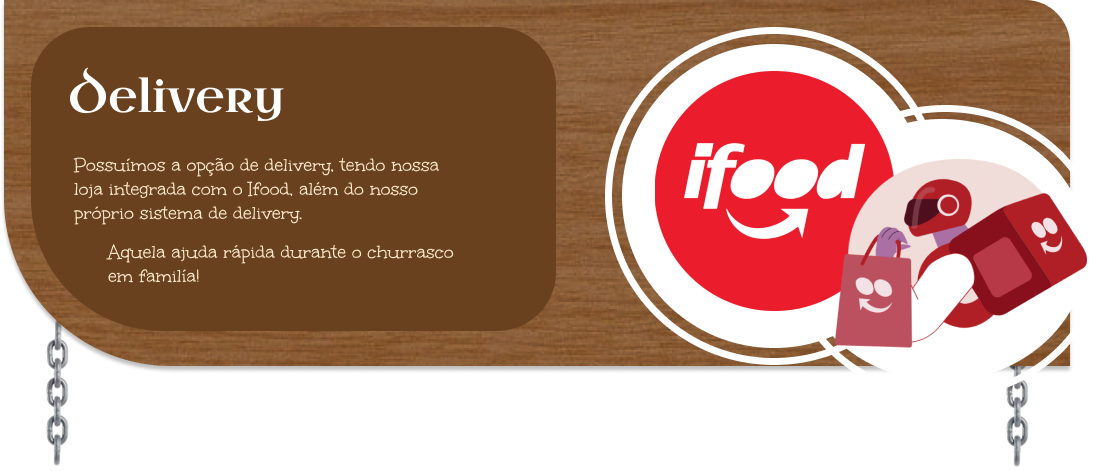 Delivery
Possuímos a opção de delivery, tendo nossa
loja integrada com o Ifood, além do nosso
próprio sistema de delivery.
Aquela ajuda rápida durante o churrasco
em família!
ifood